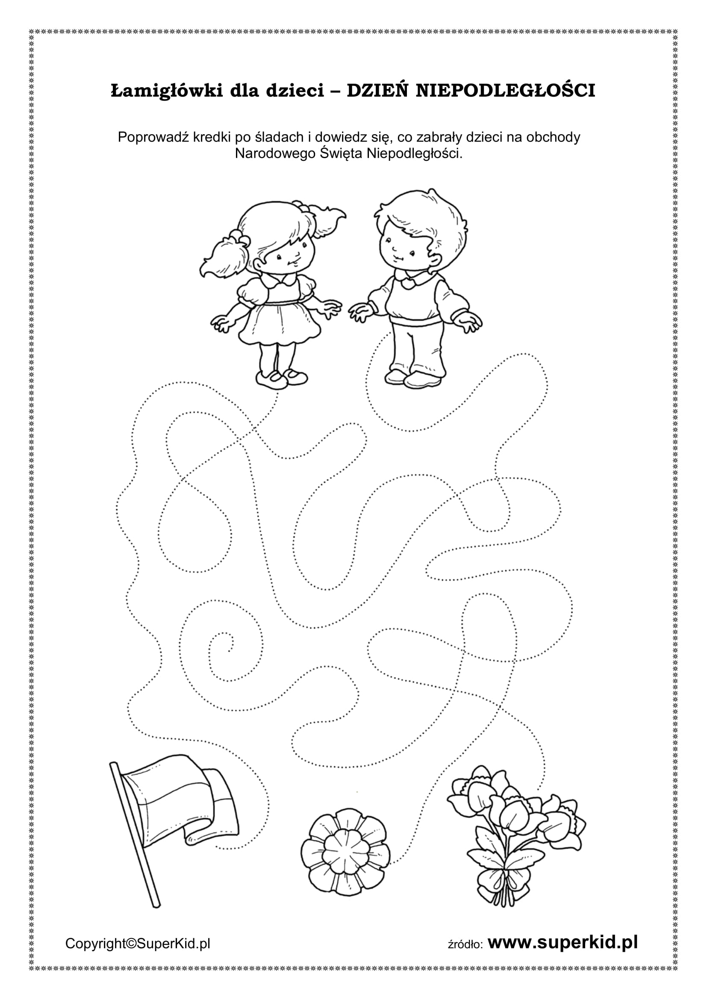 Łamigłówki dla dzieci – DZIEŃ NIEPODLEGŁOŚCI
Poprowadź kredki po śladach i dowiedz się, co zabrały dzieci na obchody
Narodowego Święta Niepodległości.
Copyright©SuperKid.pl
źródło: www.superkid.pl